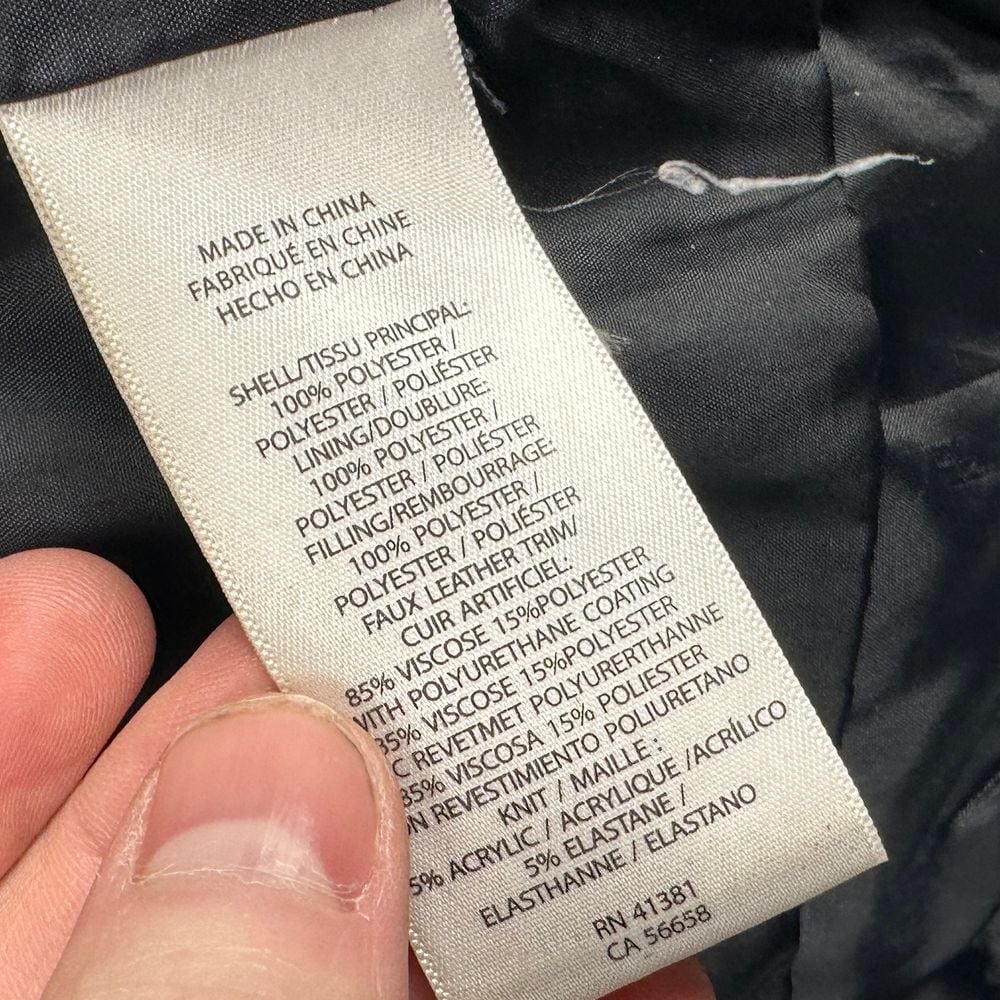 MADE IN CHINA
FABRIQUÉ EN CHINE
HECHO EN CHINA
SHELL/TISSU PRINCIPAL:
100% POLYESTER /
POLYESTER / POLIÉSTER
LINING/DOUBLURE:
100% POLYESTER /
POLYESTER / POLIÉSTER
FILLING/REMBOURRAGE:
100% POLYESTER /
POLYESTER / POLIÉSTER
FAUX LEATHER TRIM/
CUIR ARTIFICIEL:
85% VISCOSE 15%POLYESTER
WITH POLYURETHANE COATING
85% VISCOSE 15%POLYESTER
C REVETMET POLYURERTHANNE
85% VISCOSA 15% POLIESTER
REVESTIMIENTO POLIURETANO
KNIT / MAILLE :
ACRYLIC / ACRYLIQUE /ACRÍLICO
5% ELASTANE /
ELASTHANNE / ELASTANO
RN 41381
CA 56658